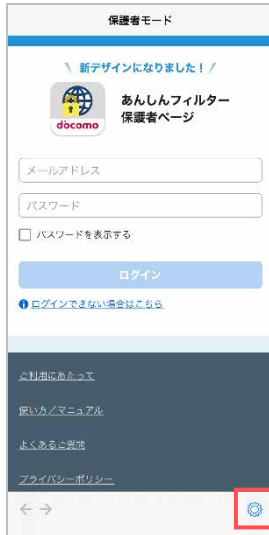 保護者モード
\ 新デザインになりました！ /
docomo
あんしんフィルター
保護者ページ
メールアドレス
パスワード
パスワードを表示する
ログイン
ログインできない場合はこちら
ご利用にあたって
使い方／マニュアル
よくあるご質問
プライバシーポリシー